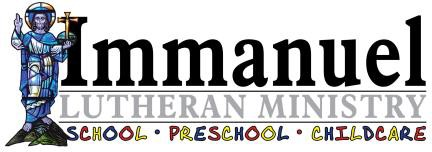 Immanuel
LUTHERAN MINISTRY
SCHOOL • PRESCHOOL • CHILDCARE